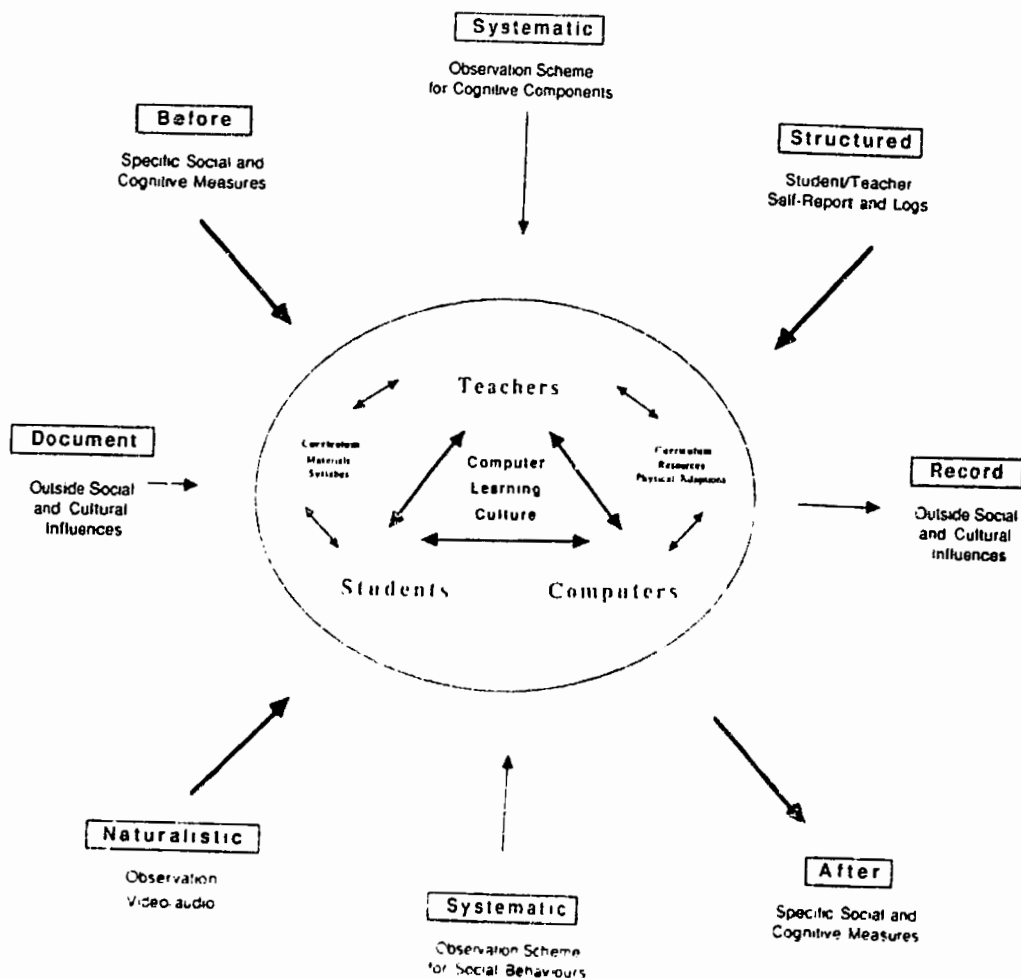 Systematic
Observation Scheme
for Cognitive Components
Before
Specific Social and
Cognitive Measures
Structured
Student/Teacher
Self-Report and Logs
Teachers
Document
Outside Social
and Cultural
Influences
Curriculum
Materials
Syllabus
Computer
Learning
Culture
Curriculum
Resources
Physical Adaptions
Record
Outside Social
and Cultural
Influences
Students
Computers
Naturalistic
Observation
Video-audio
Systematic
Observation Scheme
for Social Behaviours
After
Specific Social and
Cognitive Measures